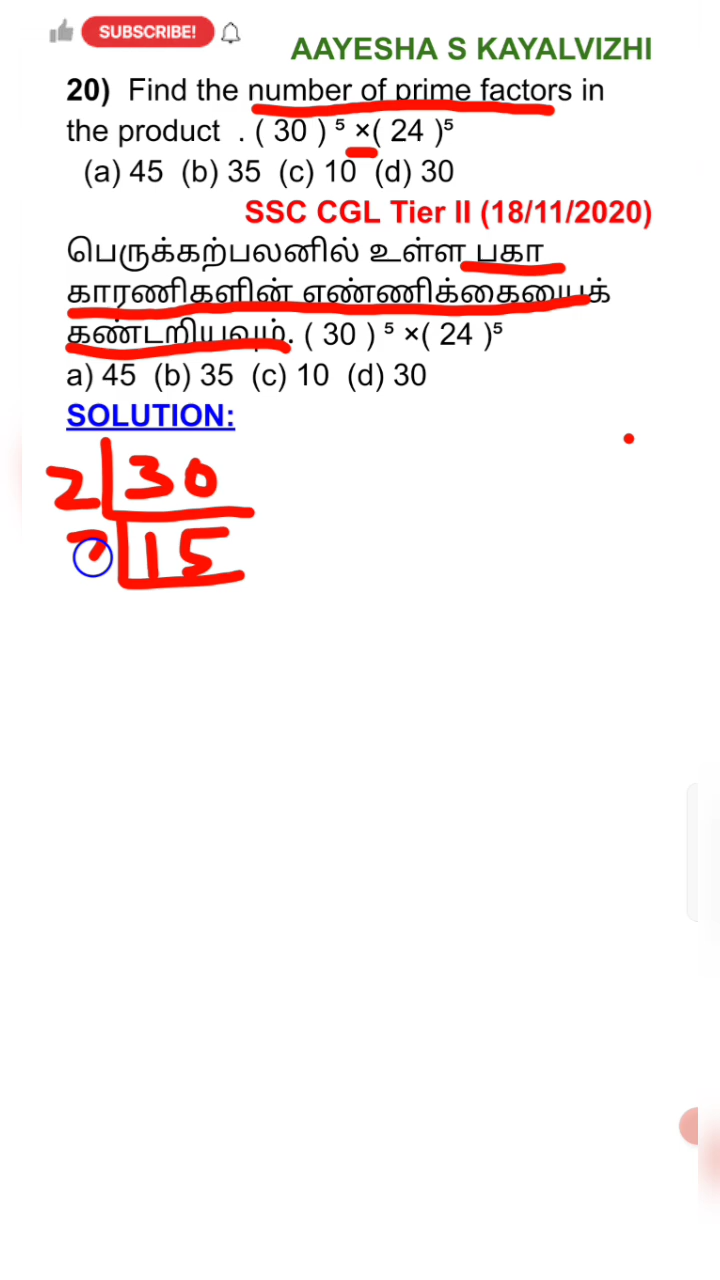 SUBSCRIBE!
AAYESHA S KAYALVIZHI
20) Find the number of prime factors in
the product . ( 30 ) ⁵ ×( 24 )⁵
(a) 45 (b) 35 (c) 10 (d) 30
SSC CGL Tier II (18/11/2020)
பெருக்கற்பலனில் உள்ள பகா
காரணிகளின் எண்ணிக்கையைக்
கண்டறியவும். ( 30 ) ⁵ ×( 24 )⁵
a) 45 (b) 35 (c) 10 (d) 30
SOLUTION:
2 30
15